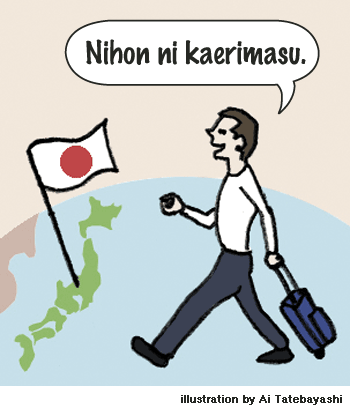 Nihon ni kaerimasu.
illustration by Ai Tatebayashi